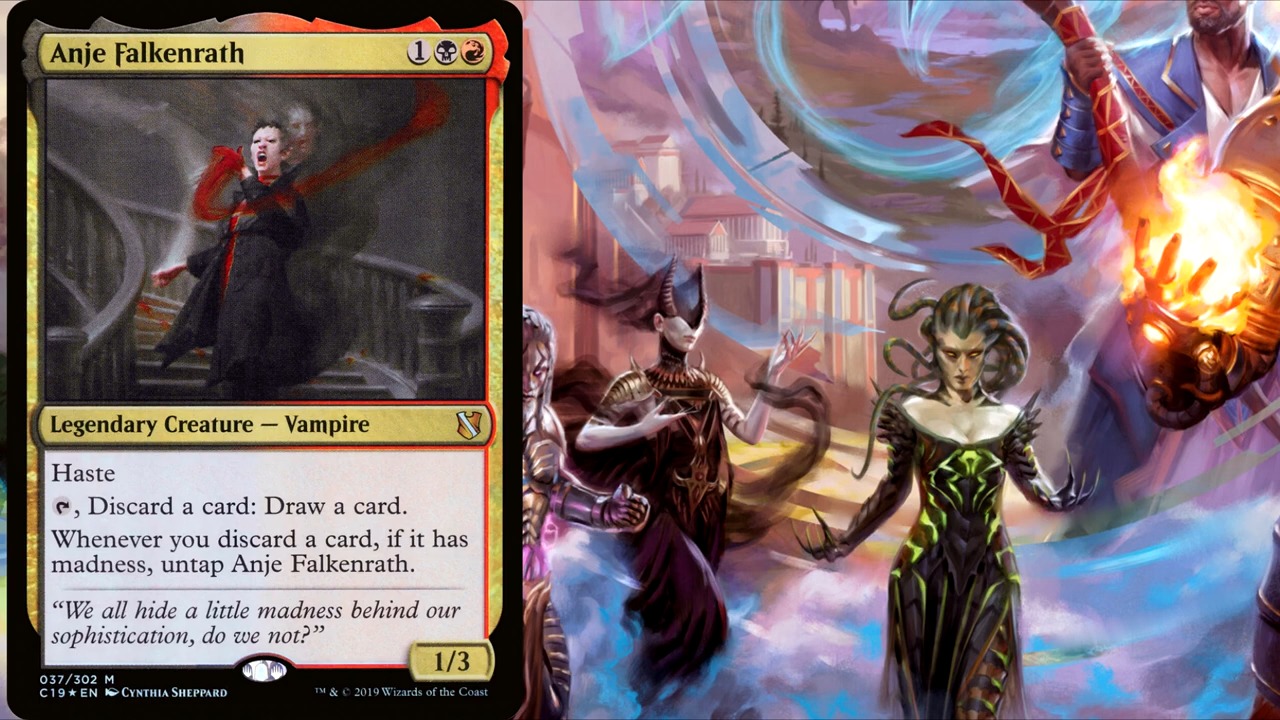 Anje Falkenrath
1
Legendary Creature — Vampire
Haste
, Discard a card: Draw a card.
Whenever you discard a card, if it has
madness, untap Anje Falkenrath.
“We all hide a little madness behind our
sophistication, do we not?”
1/3
037/302 M
C19★EN Cynthia Sheppard
™ & © 2019 Wizards of the Coast